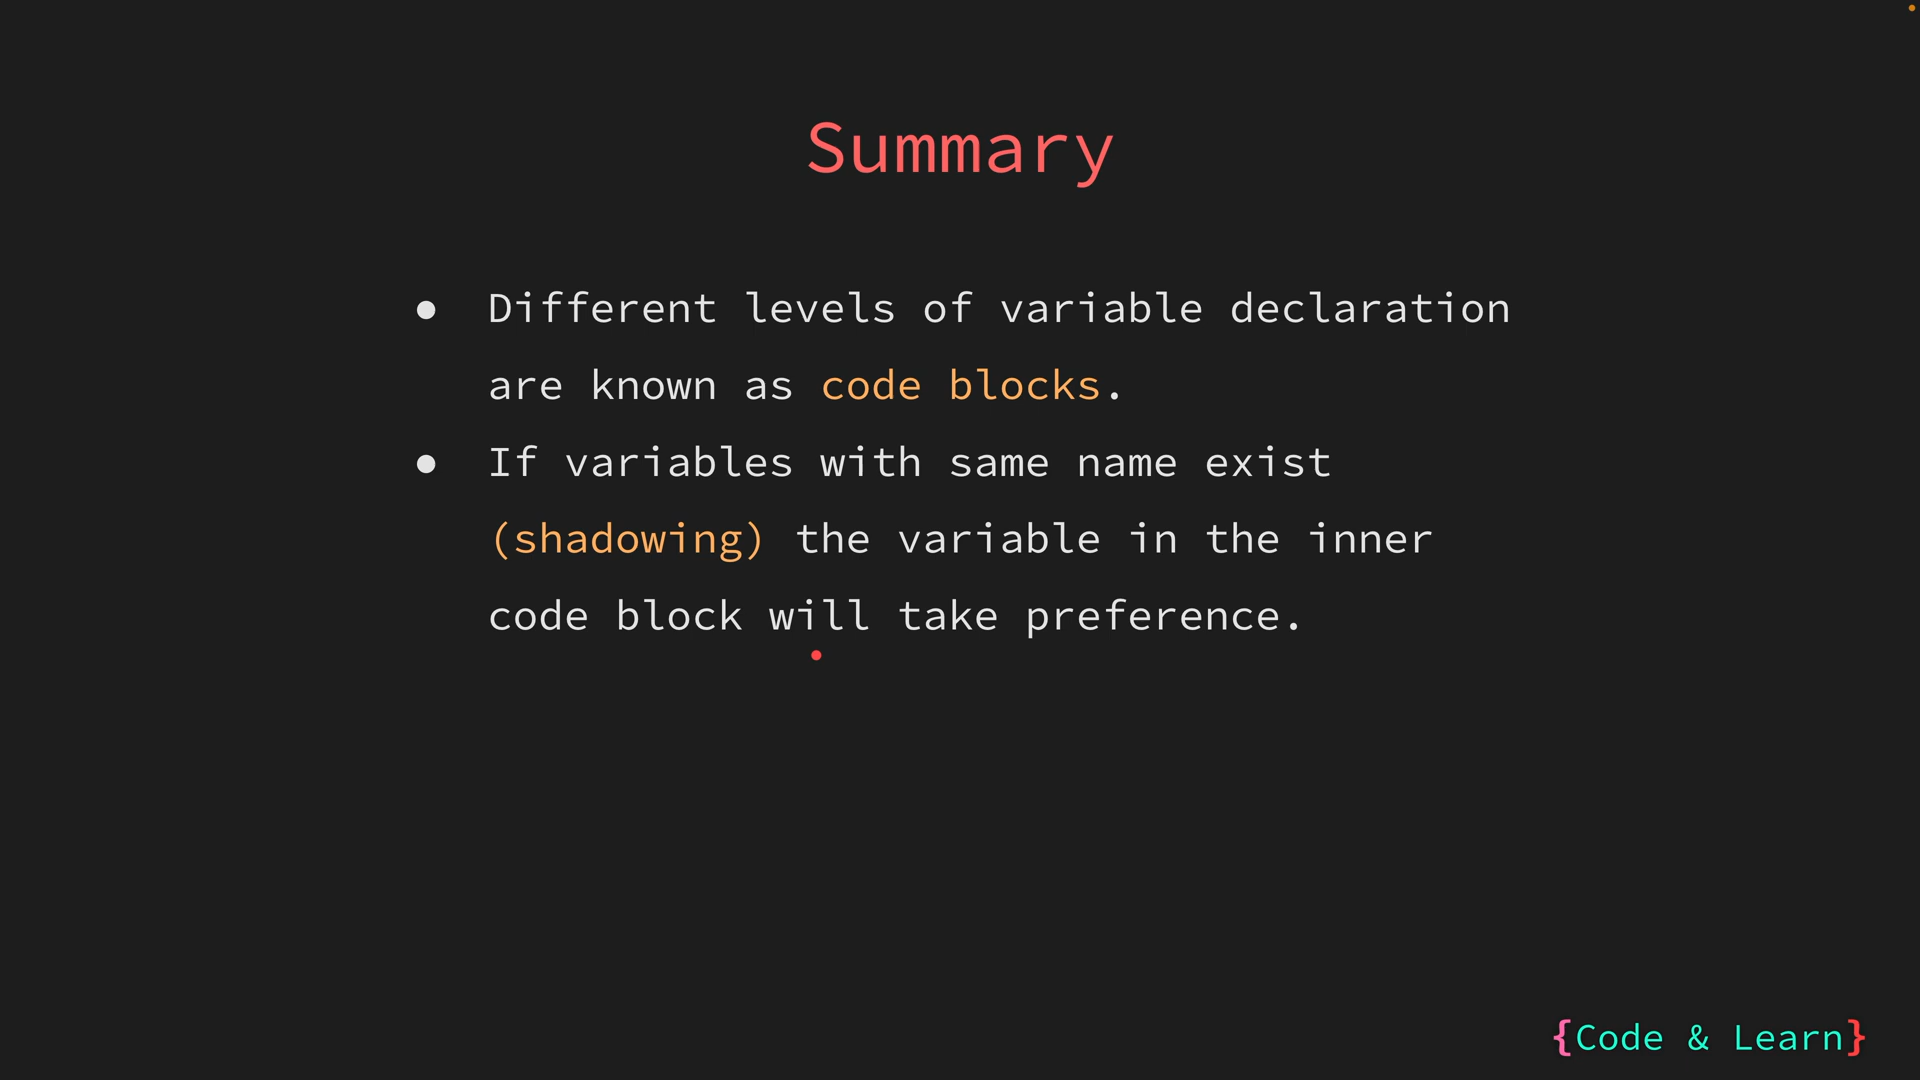 Summary
● Different levels of variable declaration
are known as code blocks.
● If variables with same name exist
(shadowing) the variable in the inner
code block will take preference.
{Code & Learn}